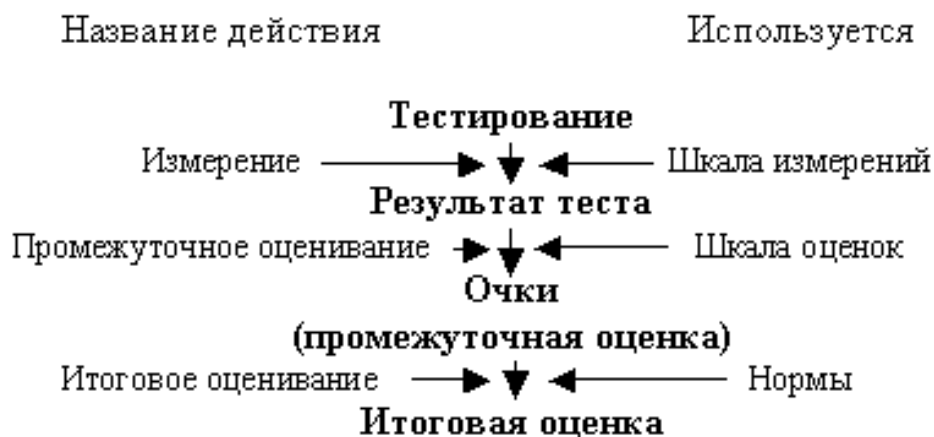 Название действия Используется
Тестирование
Измерение Шкала измерений
Результат теста
Промежуточное оценивание Шкала оценок
Очки
(промежуточная оценка)
Итоговое оценивание Нормы
Итоговая оценка